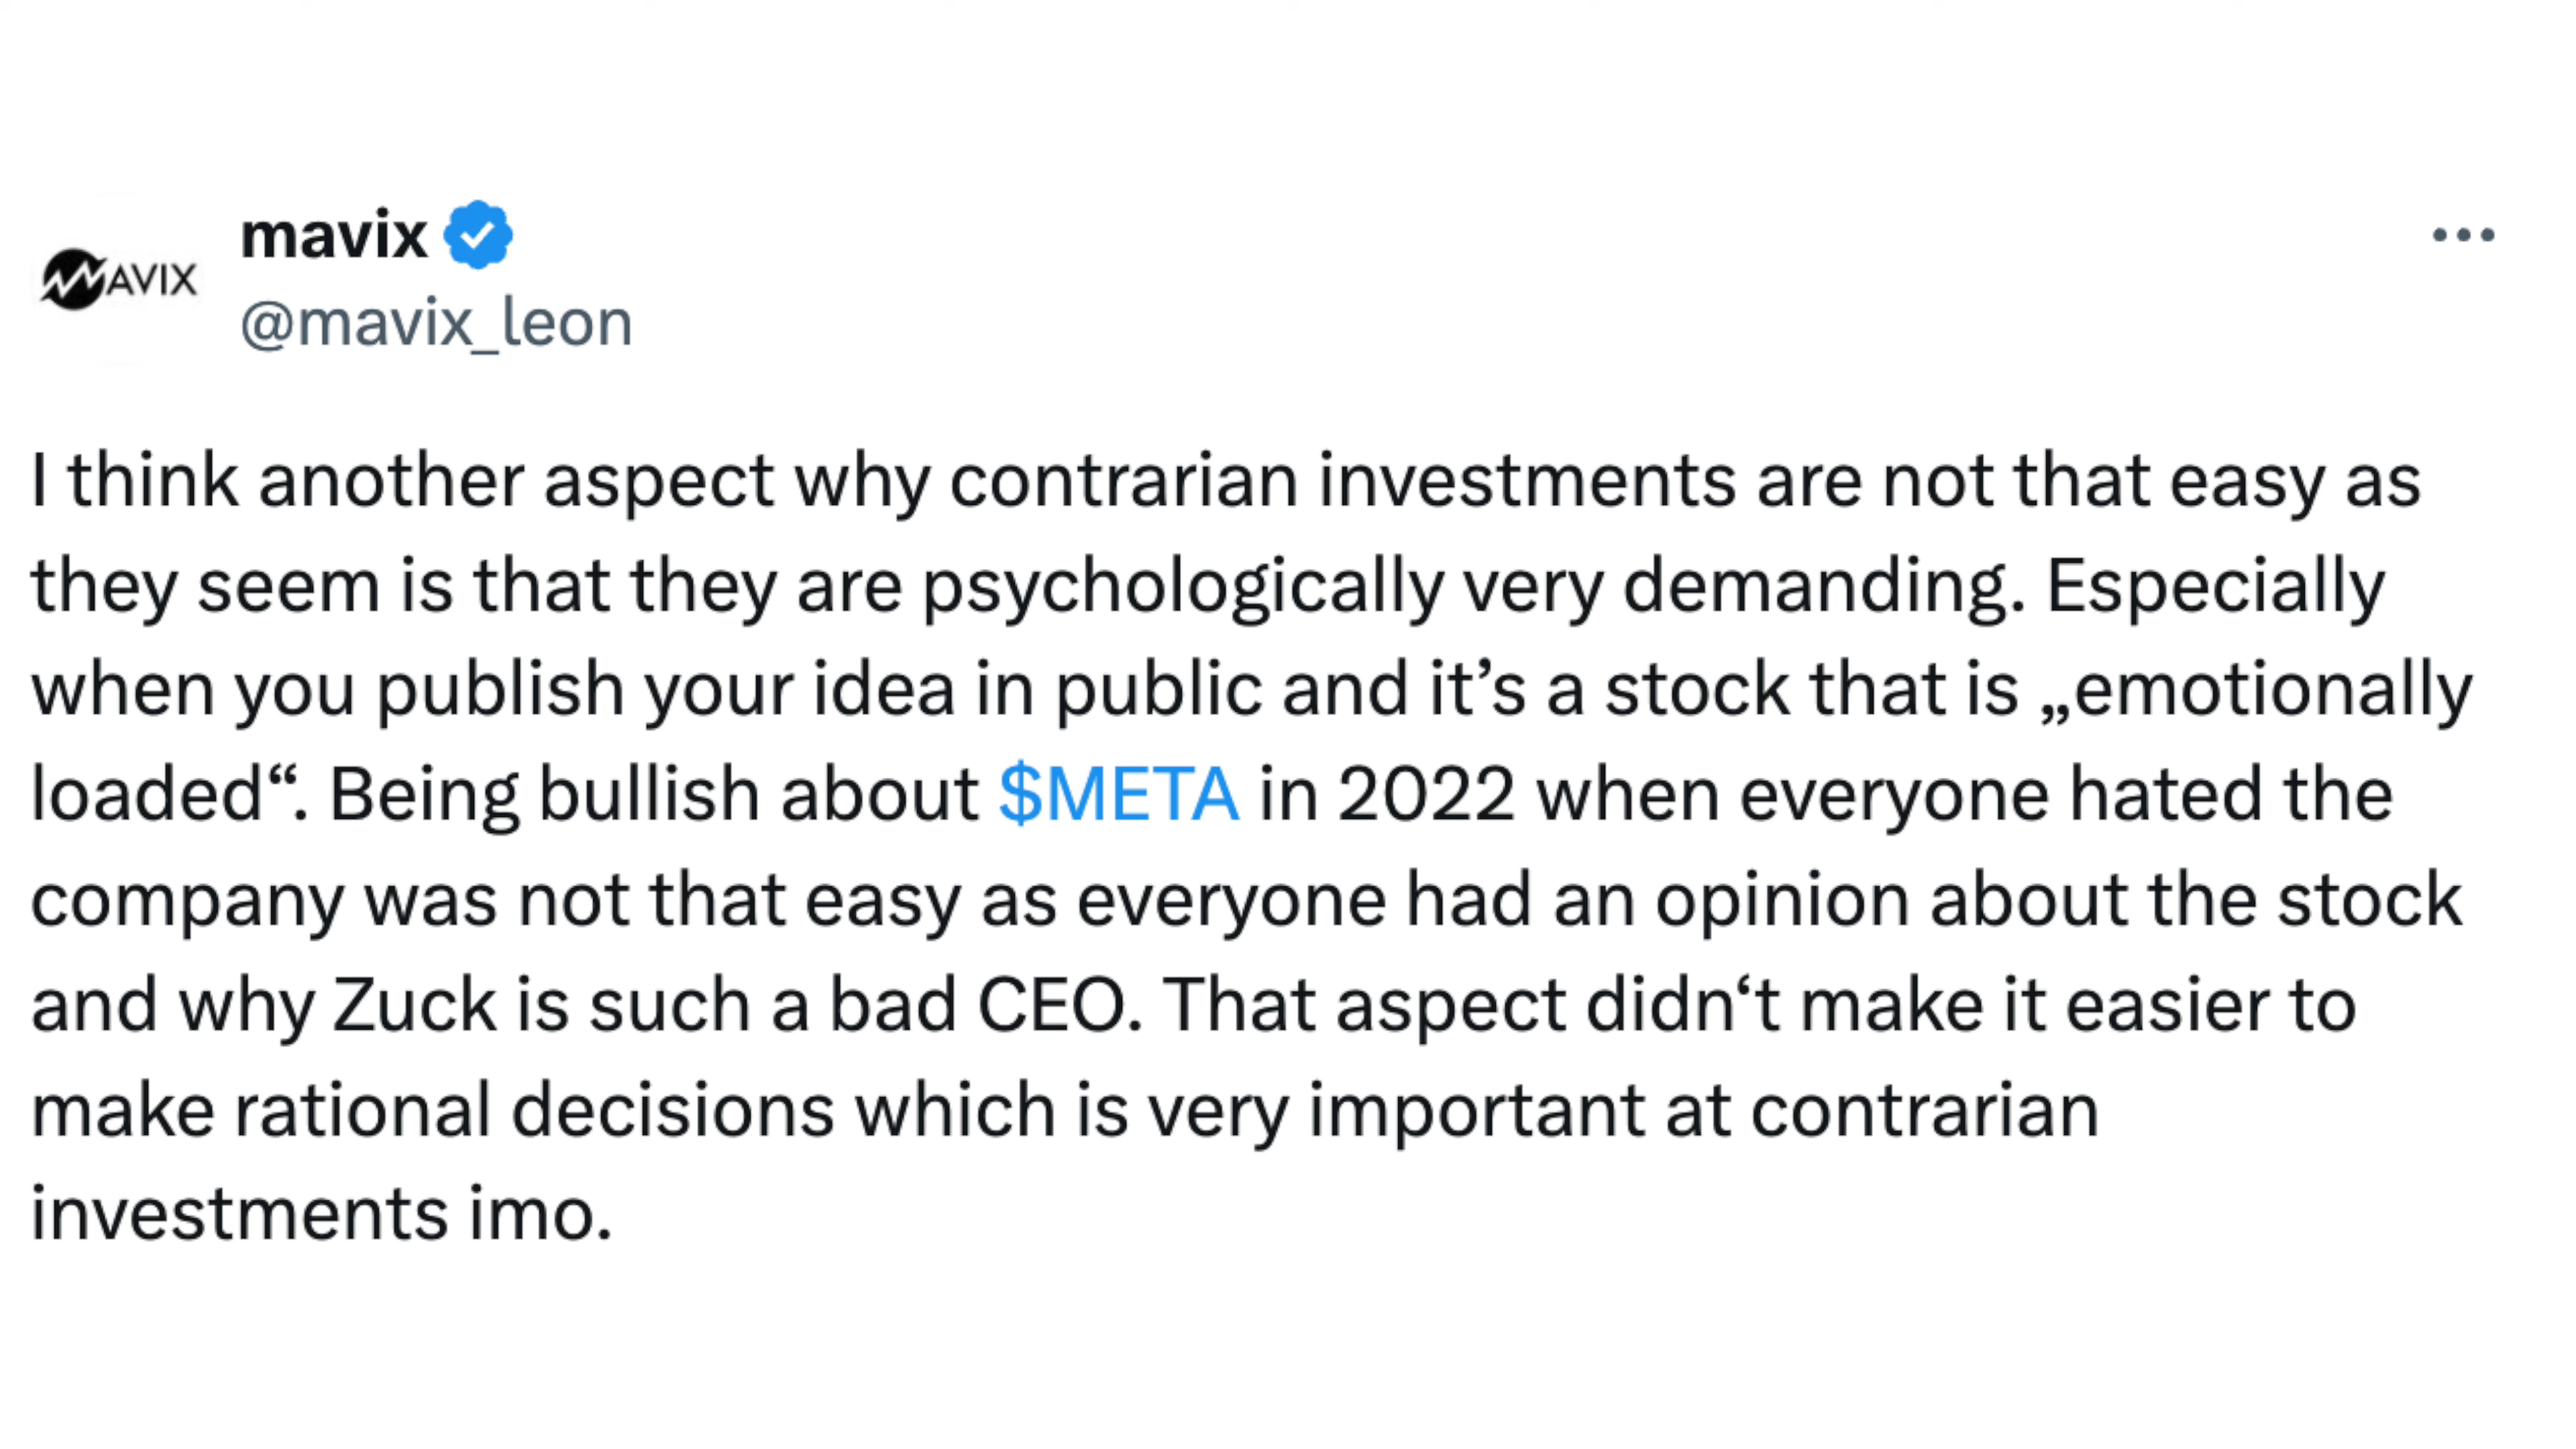 mavix
@mavix_leon
MAVIX
I think another aspect why contrarian investments are not that easy as
they seem is that they are psychologically very demanding. Especially
when you publish your idea in public and it’s a stock that is „emotionally
loaded“. Being bullish about $META in 2022 when everyone hated the
company was not that easy as everyone had an opinion about the stock
and why Zuck is such a bad CEO. That aspect didn‘t make it easier to
make rational decisions which is very important at contrarian
investments imo.